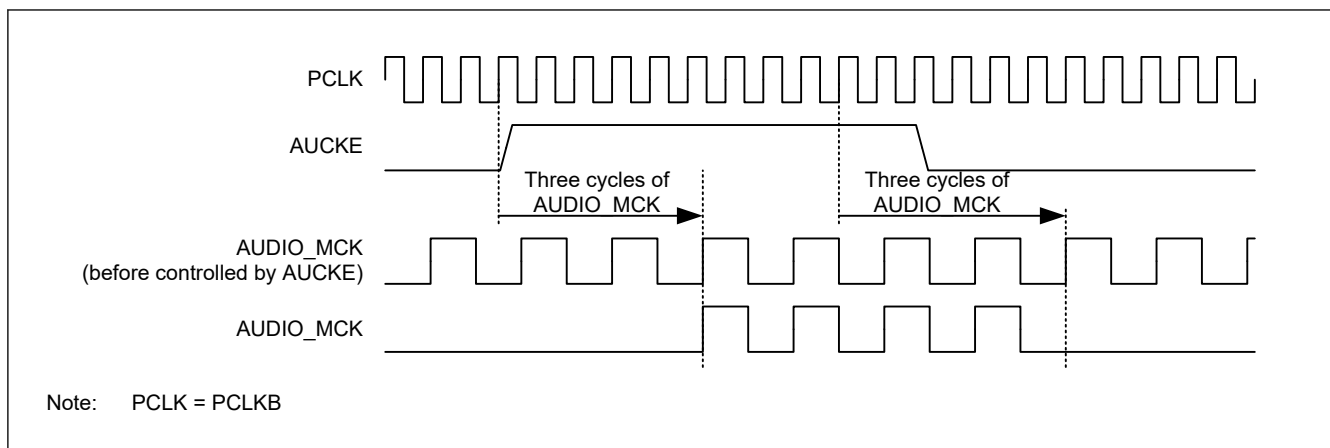 PCLK
AUCKE
Three cycles of
AUDIO_MCK
Three cycles of
AUDIO_MCK
AUDIO_MCK
(before controlled by AUCKE)
AUDIO_MCK
Note: PCLK = PCLKB